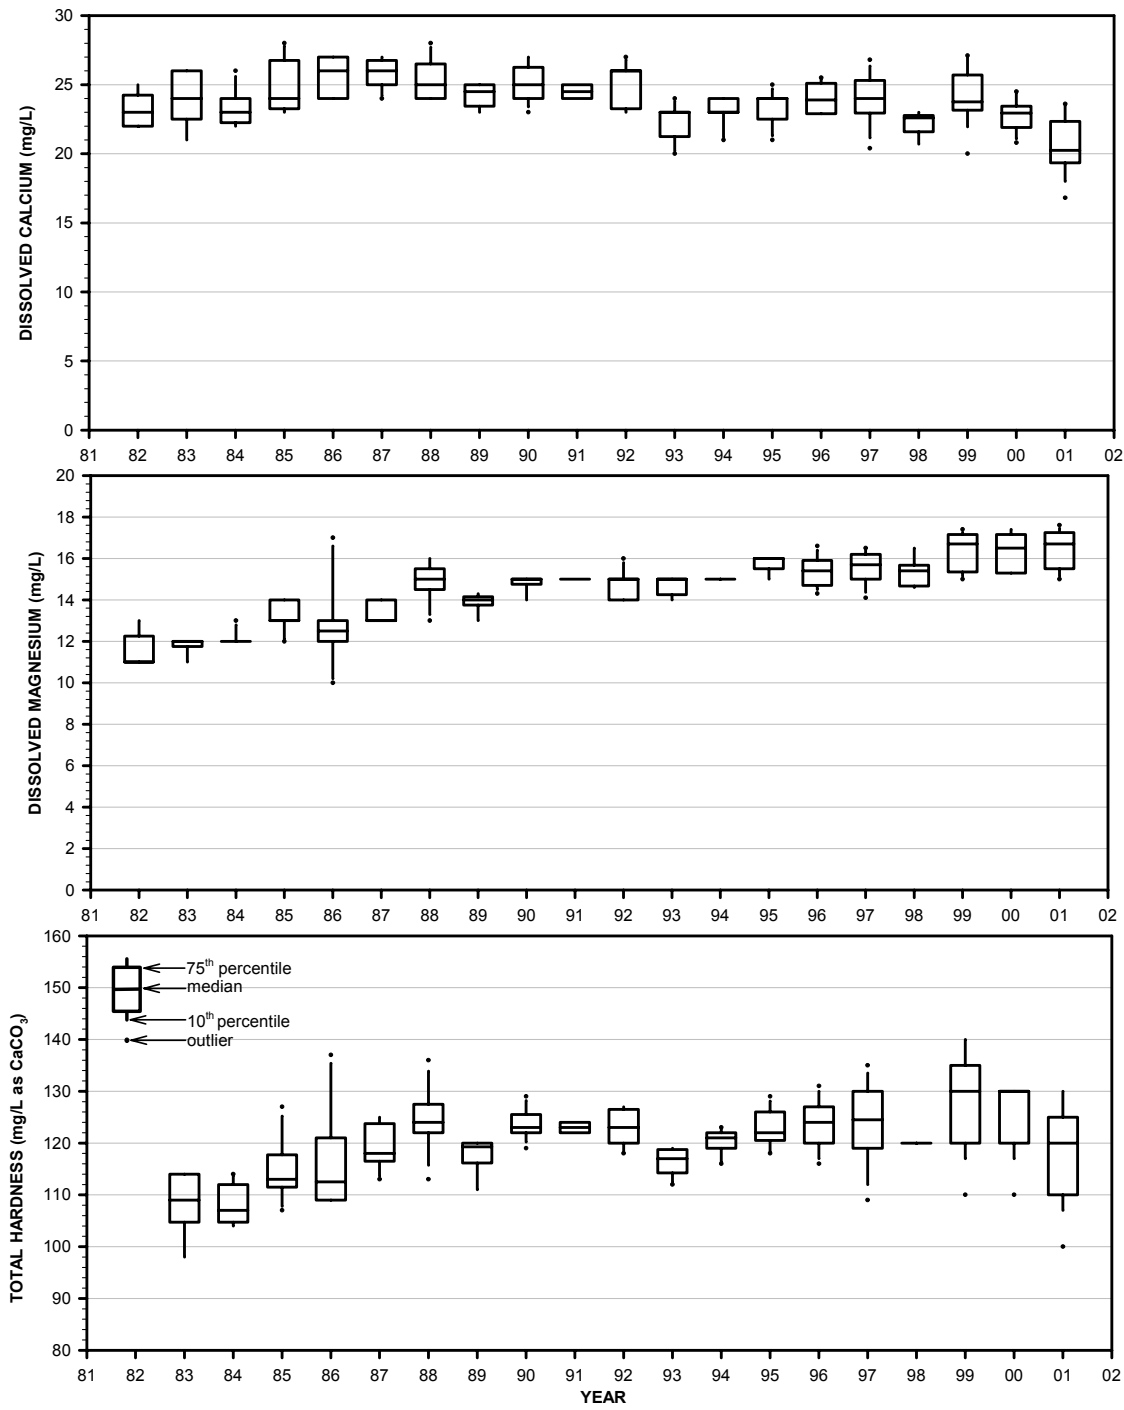 30
25
20
15
10
5
0
DISSOLVED CALCIUM (mg/L)
81 82 83 84 85 86 87 88 89 90 91 92 93 94 95 96 97 98 99 00 01 02
20
18
16
14
12
10
8
6
4
2
0
DISSOLVED MAGNESIUM (mg/L)
81 82 83 84 85 86 87 88 89 90 91 92 93 94 95 96 97 98 99 00 01 02
160
150
140
130
120
110
100
90
80
TOTAL HARDNESS (mg/L as CaCO₃)
75th percentile
median
10th percentile
outlier
81 82 83 84 85 86 87 88 89 90 91 92 93 94 95 96 97 98 99 00 01 02
YEAR